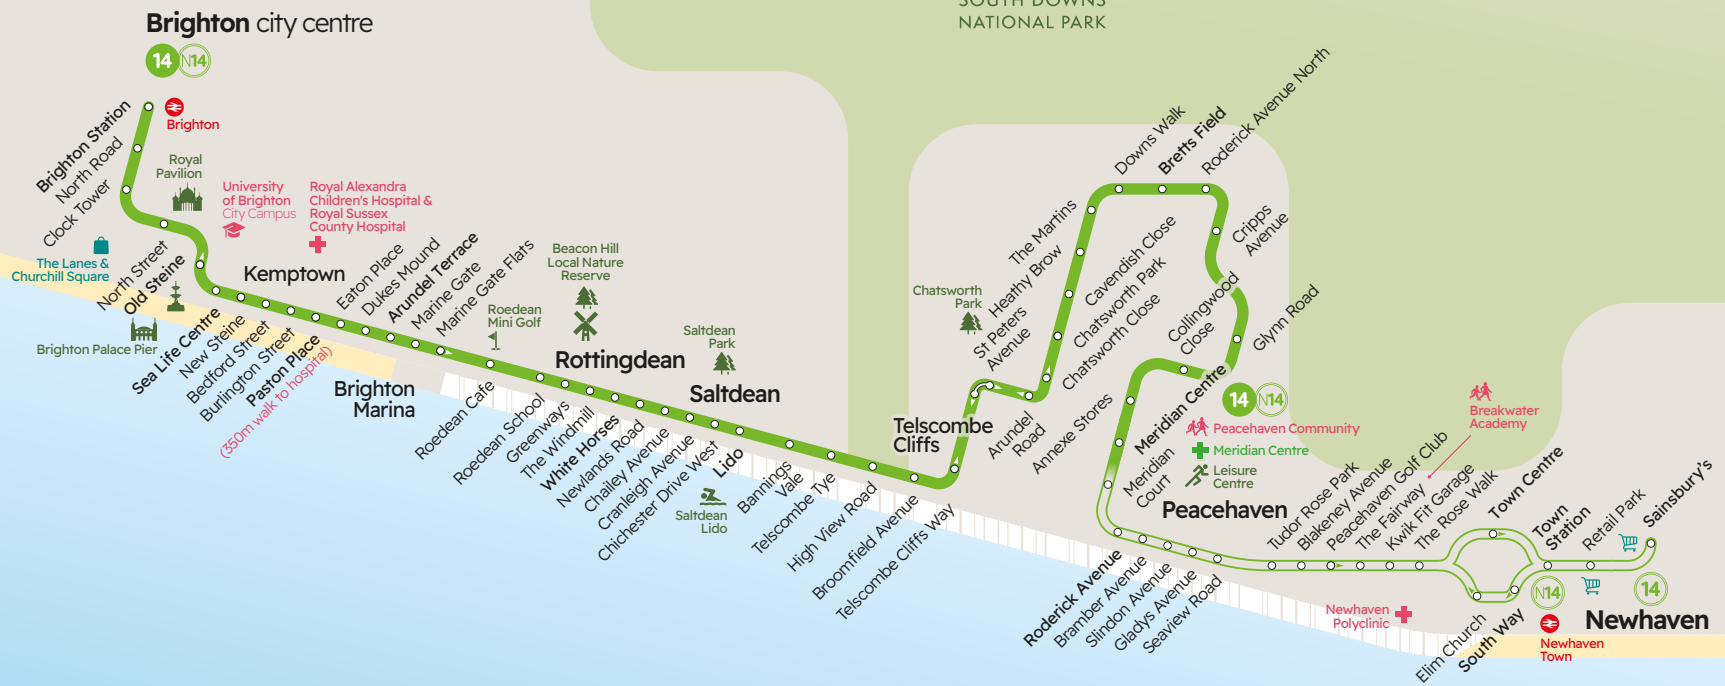 SOUTH DOWNS
NATIONAL PARK
Brighton city centre
14 N14
Brighton Station
North Road
Clock Tower
Brighton
Royal
Pavilion
University
of Brighton
City Campus
Royal Alexandra
Children's Hospital &
Royal Sussex
County Hospital
The Lanes &
Churchill Square
North Street
Old Steine
Brighton Palace Pier
Kemptown
Sea Life Centre
New Steine
Bedford Street
Burlington Street
Paston Place
(350m walk to hospital)
Eaton Place
Dukes Mound
Arundel Terrace
Marine Gate
Marine Gate Flats
Brighton
Marina
Roedean
Mini Golf
Beacon Hill
Local Nature
Reserve
Rottingdean
Saltdean
Park
Saltdean
Roedean Cafe
Roedean School
Greenways
The Windmill
White Horses
Newlands Road
Chailey Avenue
Cranleigh Avenue
Chichester Drive West
Lido
Saltdean
Lido
Bannings
Vale
Telscombe Tye
High View Road
Broomfield Avenue
Telscombe Cliffs Way
Telscombe
Cliffs
Chatsworth
Park
St Peters
Avenue
Heathy Brow
The Martins
Arundel
Road
Chatsworth Close
Chatsworth Park
Cavendish Close
Downs Walk
Bretts Field
Roderick Avenue North
Cripps
Avenue
Collingwood
Close
Glynn Road
Meridian Centre
14 N14
Annexe Stores
Meridian
Court
Peacehaven Community
Meridian Centre
Leisure
Centre
Peacehaven
Roderick Avenue
Bramber Avenue
Slindon Avenue
Gladys Avenue
Seaview Road
Tudor Rose Park
Blakeney Avenue
Peacehaven Golf Club
The Fairway
Kwik Fit Garage
The Rose Walk
Breakwater
Academy
Newhaven
Polyclinic
Town Centre
Elim Church
South Way
Town
Station
N14
Newhaven
Town
Retail Park
Sainsbury's
14
Newhaven